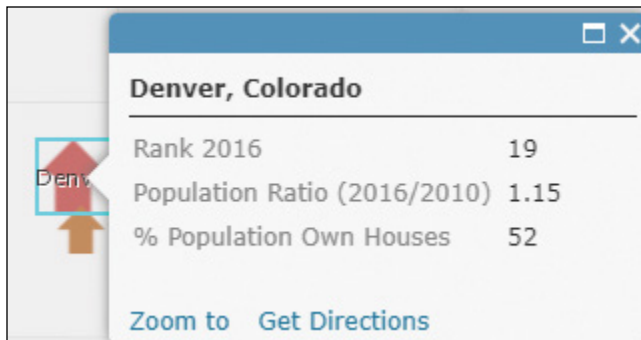 Denver, Colorado
Rank 2016 19
Population Ratio (2016/2010) 1.15
% Population Own Houses 52
Zoom to Get Directions